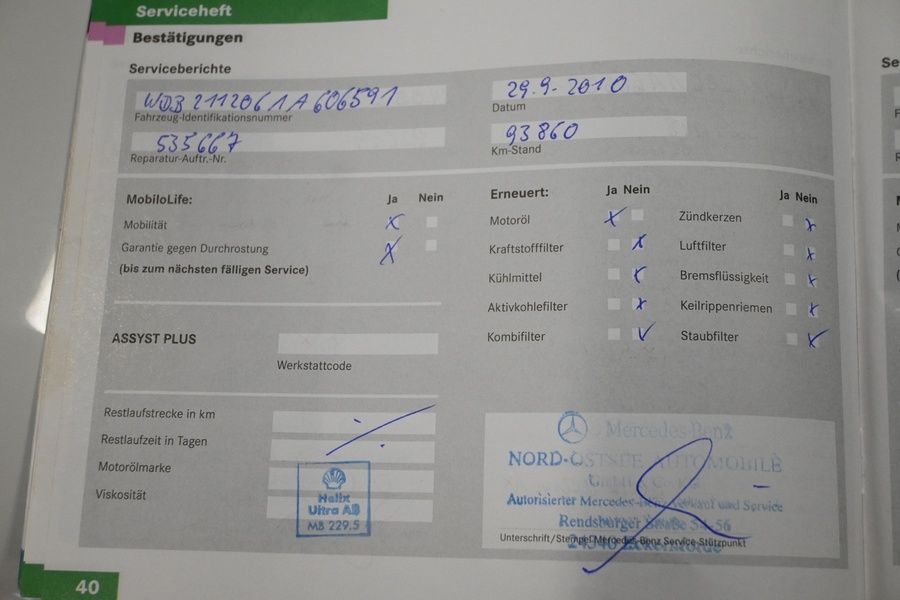 Serviceheft
Bestätigungen
Serviceberichte
WDB 2112061A606591
Fahrzeug-Identifikationsnummer
29.9-2010
Datum
535667
Reparatur-Auftr.-Nr.
93860
Km-Stand
MobiloLife: Ja Nein
Mobilität
Garantie gegen Durchrostung
(bis zum nächsten fälligen Service)
Erneuert: Ja Nein Ja Nein
Motoröl Zündkerzen
Kraftstofffilter Luftfilter
Kühlmittel Bremsflüssigkeit
Aktivkohlefilter Keilrippenriemen
Kombifilter Staubfilter
ASSYST PLUS
Werkstattcode
Restlaufstrecke in km
Restlaufzeit in Tagen
Motorölmarke
Viskosität
Helix
Ultra AB
MB 229.5
Mercedes-Benz
NORD-OSTSEE AUTOMOBILE
GmbH & Co KG
Autorisierter Mercedes-Benz Verkauf und Service
Rendsburger Straße
Unterschrift/Stempel Mercedes-Benz Service-Stützpunkt
40
Se